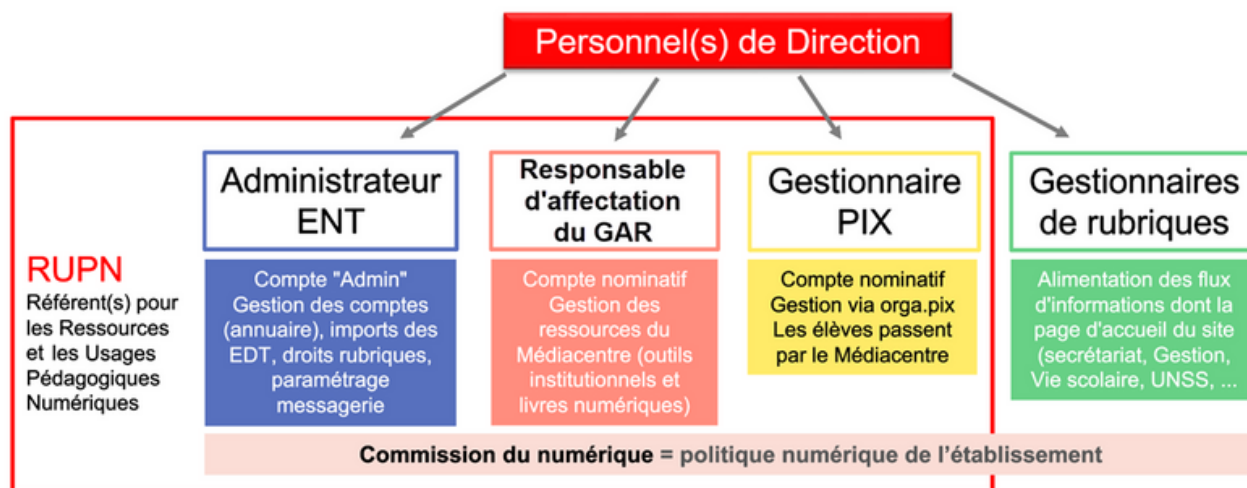 Personnel(s) de Direction
RUPN
Référent(s) pour
les Ressources
et les Usages
Pédagogiques
Numériques
Administrateur
ENT
Compte "Admin"
Gestion des comptes
(annuaire), imports des
EDT, droits rubriques,
paramétrage
messagerie
Responsable
d'affectation
du GAR
Compte nominatif
Gestion des
ressources du
Médiacentre (outils
institutionnels et
livres numériques)
Gestionnaire
PIX
Compte nominatif
Gestion via orga.pix
Les élèves passent
par le Médiacentre
Gestionnaires
de rubriques
Alimentation des flux
d'informations dont la
page d'accueil du site
(secrétariat, Gestion,
Vie scolaire, UNSS, ...
Commission du numérique = politique numérique de l'établissement